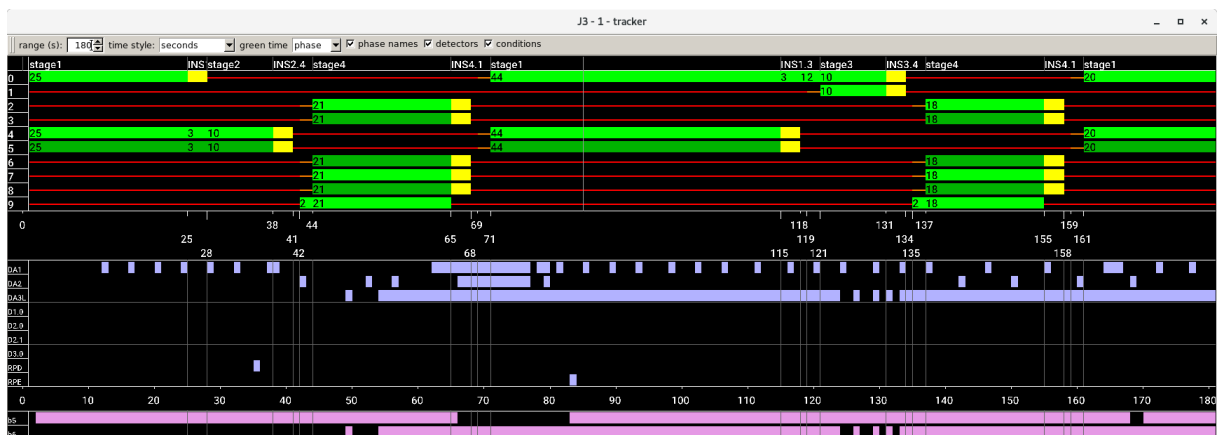 J3 - 1 - tracker
range (s): 180 time style: seconds green time phase phase names detectors conditions
stage1 INS stage2 INS2.4 stage4 INS4.1 stage1 INS1.3 stage3 INS3.4 stage4 INS4.1 stage1
0 25 44 3 12 10 20
1 10
2 21 18
3 21 18
4 25 3 10 44 20
5 25 3 10 44 20
6 21 18
7 21 18
8 21 18
9 2 21 2 18
0 38 44 69 118 131 137 159
25 41 65 71 115 119 134 155 161
28 42 68 121 135 158
DA1
DA2
DA3L
D1.0
D2.0
D2.1
D3.0
RPD
RPE
0 10 20 30 40 50 60 70 80 90 100 110 120 130 140 150 160 170 180
b5
b6